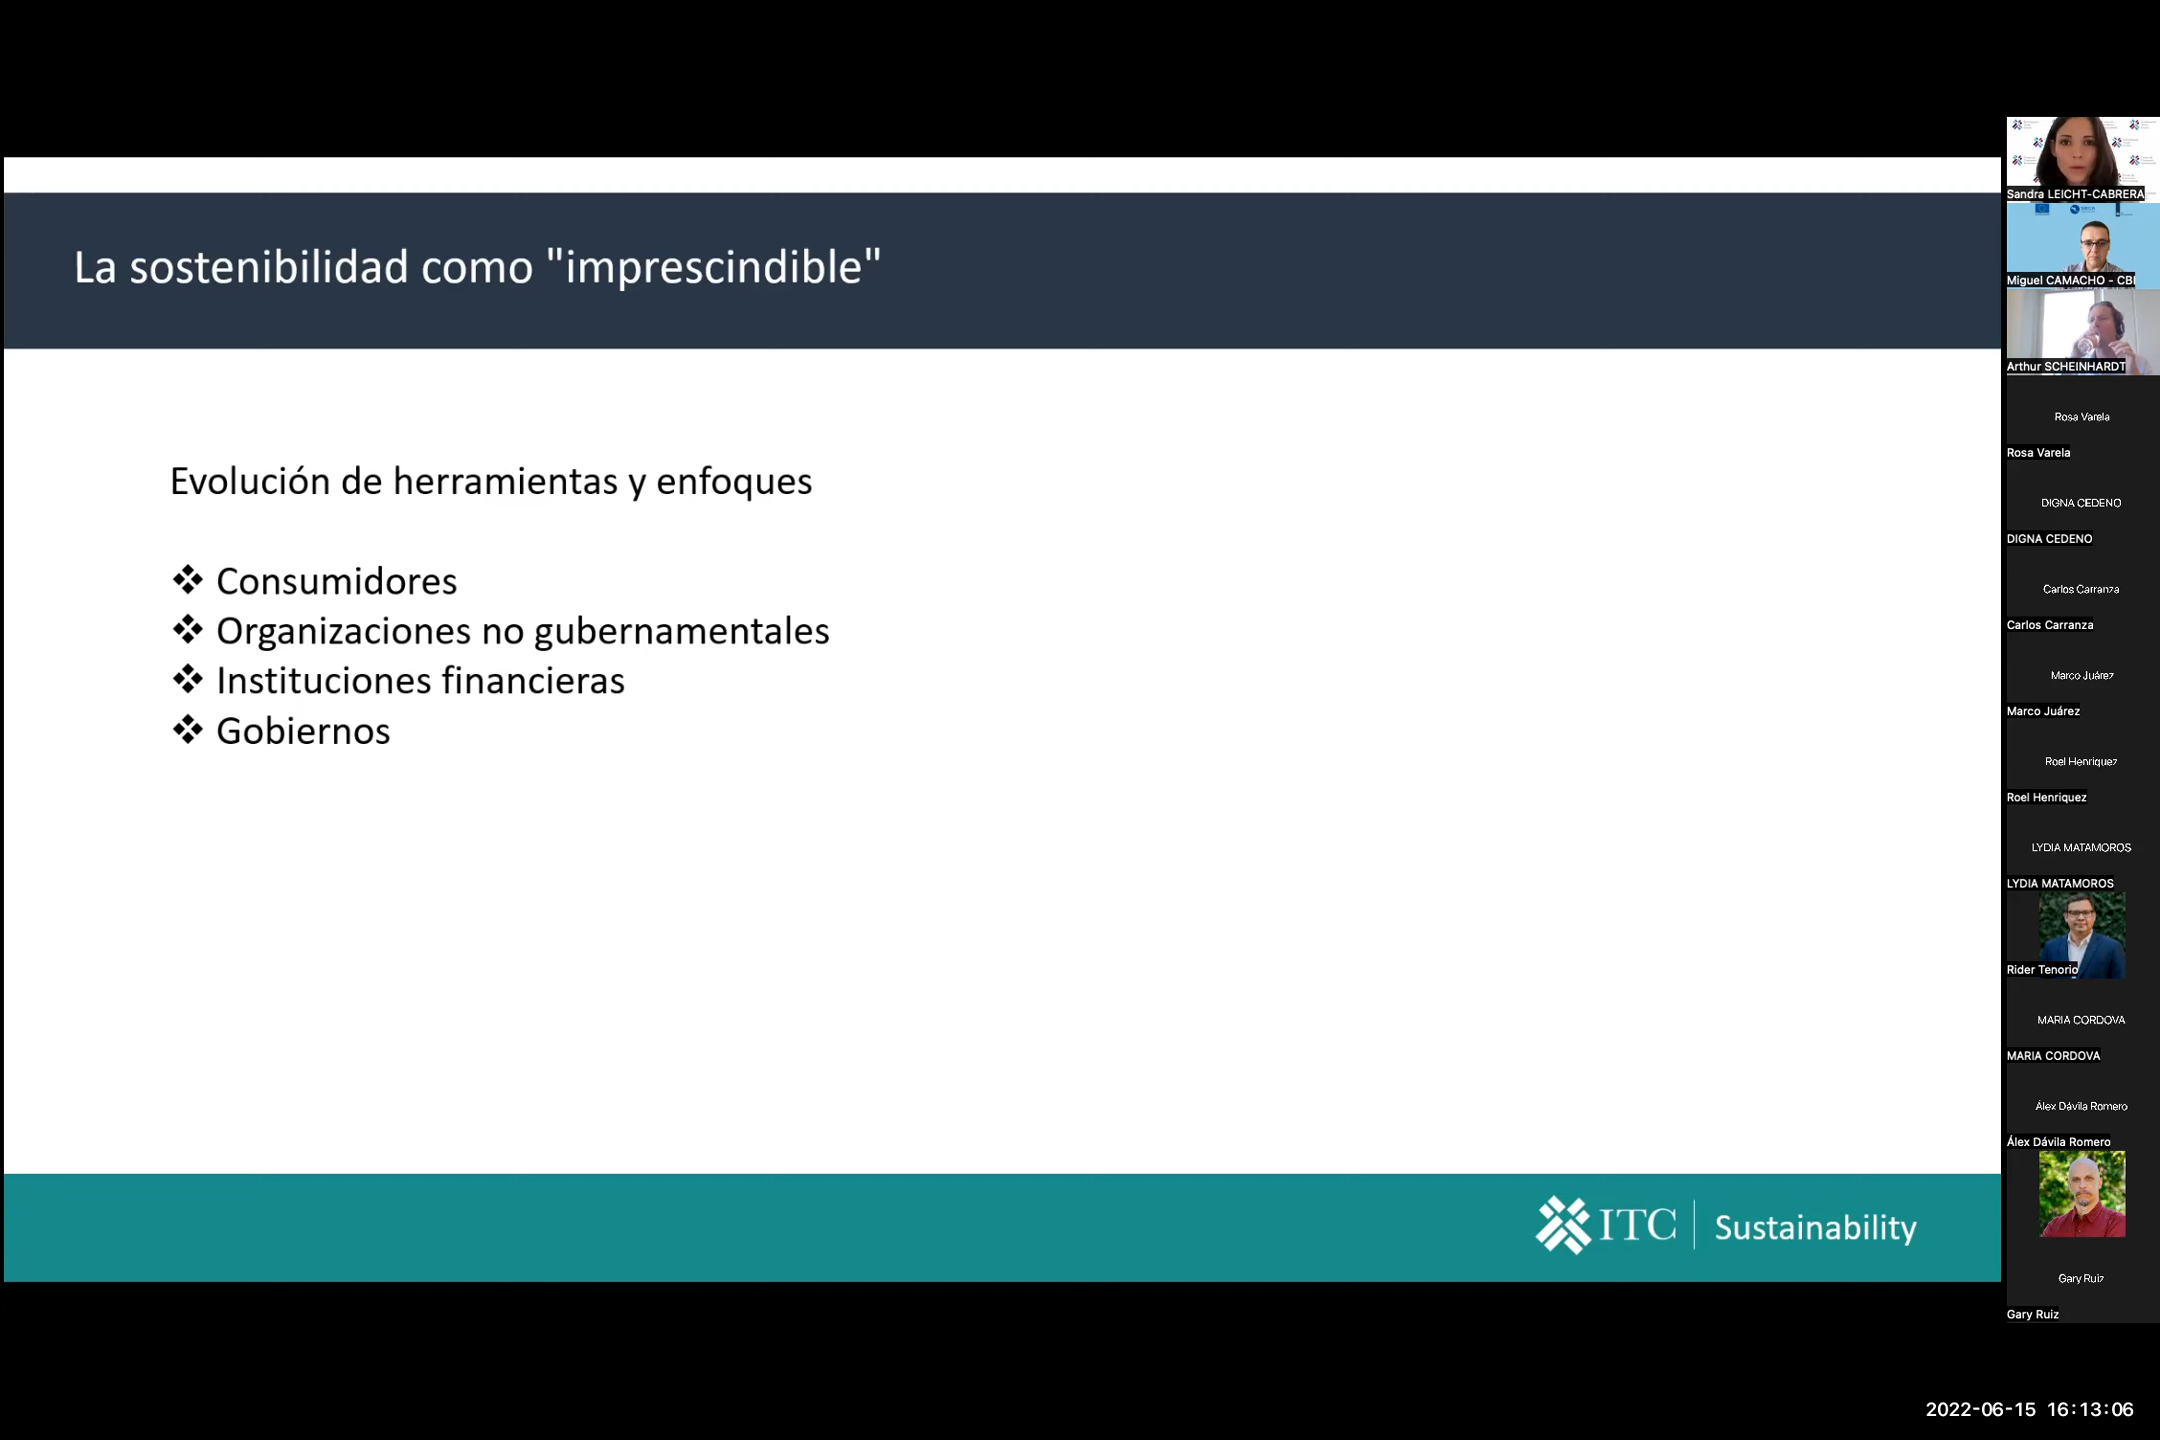 La sostenibilidad como "imprescindible"
Evolución de herramientas y enfoques
❖ Consumidores
❖ Organizaciones no gubernamentales
❖ Instituciones financieras
❖ Gobiernos
ITC | Sustainability
Sandra LEICHT-CABRERA
Miguel CAMACHO - CBI
Arthur SCHEINHARDT
Rosa Varela
Rosa Varela
DIGNA CEDENO
DIGNA CEDENO
Carlos Carranza
Carlos Carranza
Marco Juárez
Marco Juárez
Roel Henriquez
Roel Henriquez
LYDIA MATAMOROS
LYDIA MATAMOROS
Rider Tenorio
MARIA CORDOVA
MARIA CORDOVA
Álex Dávila Romero
Álex Dávila Romero
Gary Ruiz
Gary Ruiz
2022-06-15 16:13:06